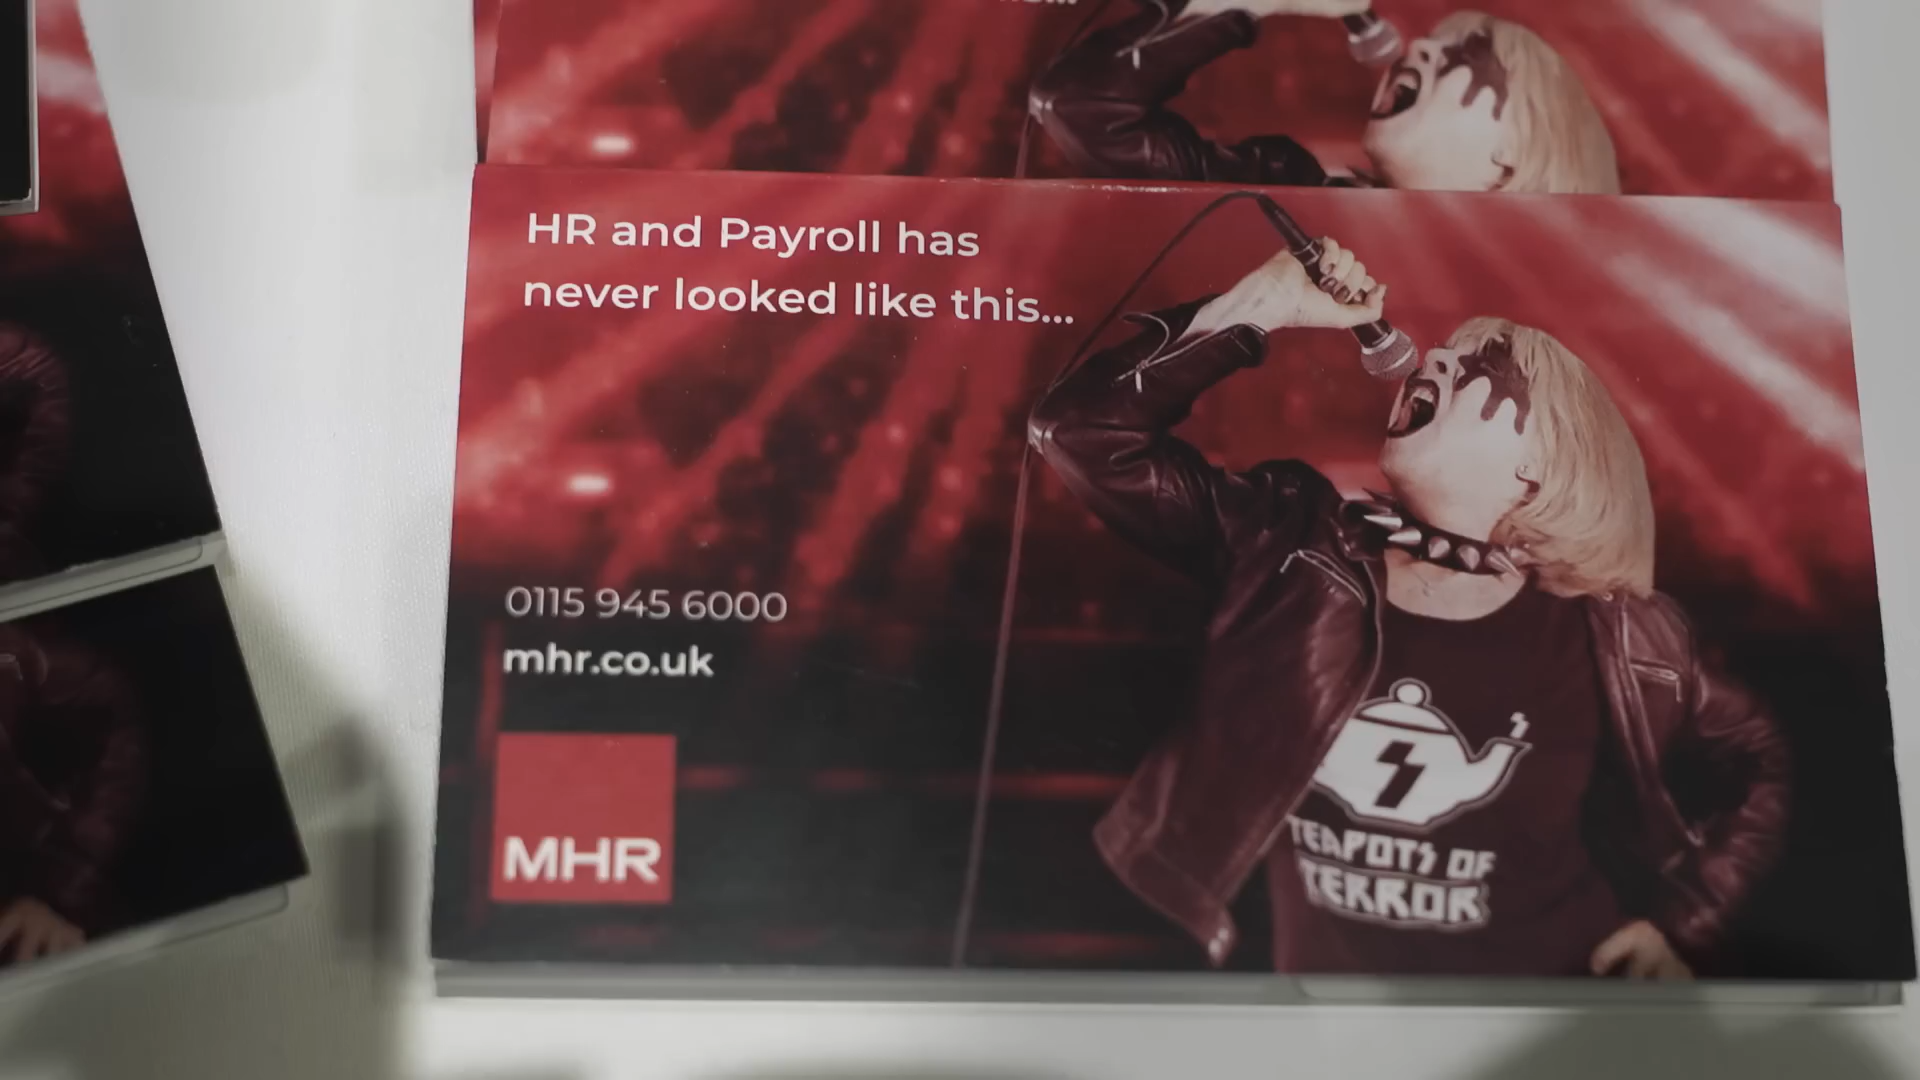 HR and Payroll has
never looked like this...
0115 945 6000
mhr.co.uk
MHR
TEAPOTS OF
TERROR